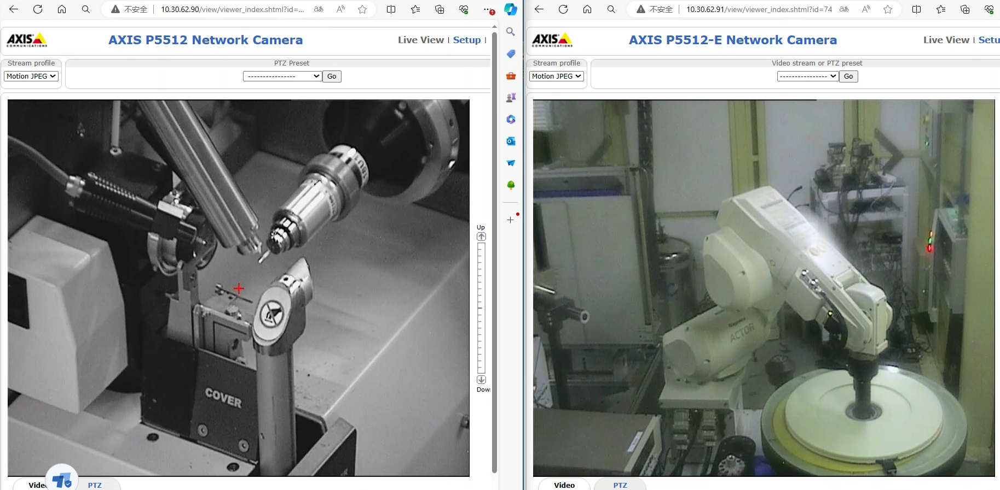 不安全
10.30.62.90/view/viewer_index.shtml?id=...
AXIS
COMMUNICATIONS
AXIS P5512 Network Camera
Live View | Setup |
Stream profile
Motion JPEG
PTZ Preset
----------------
Go
COVER
Up
Down
Video
PTZ
不安全
10.30.62.91/view/viewer_index.shtml?id=74
AXIS
COMMUNICATIONS
AXIS P5512-E Network Camera
Live View | Setu
Stream profile
Motion JPEG
Video stream or PTZ preset
----------------
Go
ACTOR
Video
PTZ